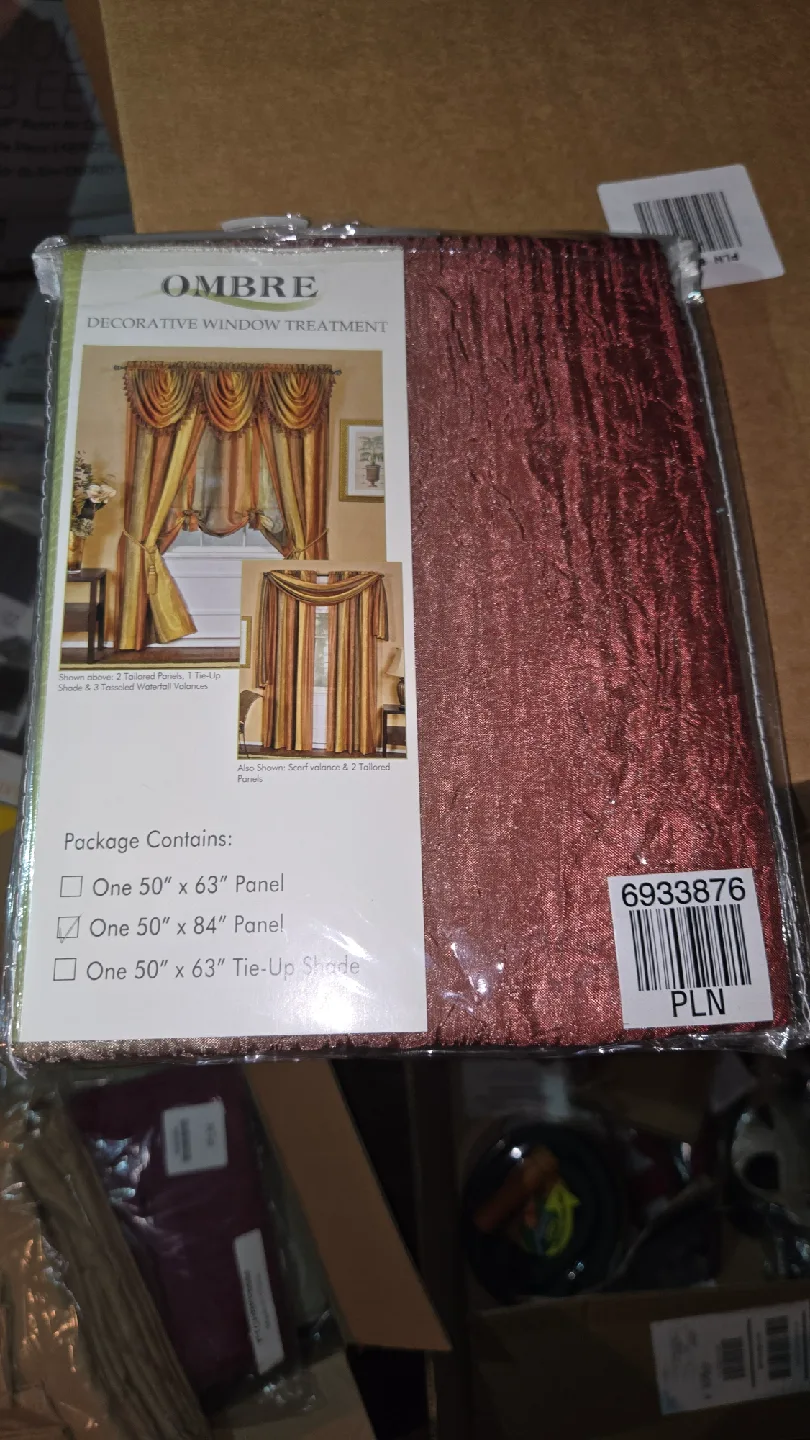 PLN
OMBRE
DECORATIVE WINDOW TREATMENT
Shown above: 2 Tailored Panels, 1 Tie-Up
Shade & 3 Tasseled Waterfall Valances
Also Shown: Scarf valance & 2 Tailored
Panels
Package Contains:
One 50" x 63" Panel
One 50" x 84" Panel
One 50" x 63" Tie-Up Shade
6933876
PLN